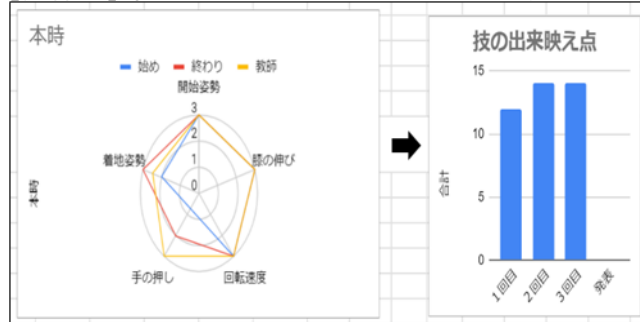 本時
始め 終わり 教師
開始姿勢
膝の伸び
回転速度
手の押し
着地姿勢
3
2
1
0
本時
技の出来映え点
15
10
5
0
合計
1回目
2回目
3回目
発表